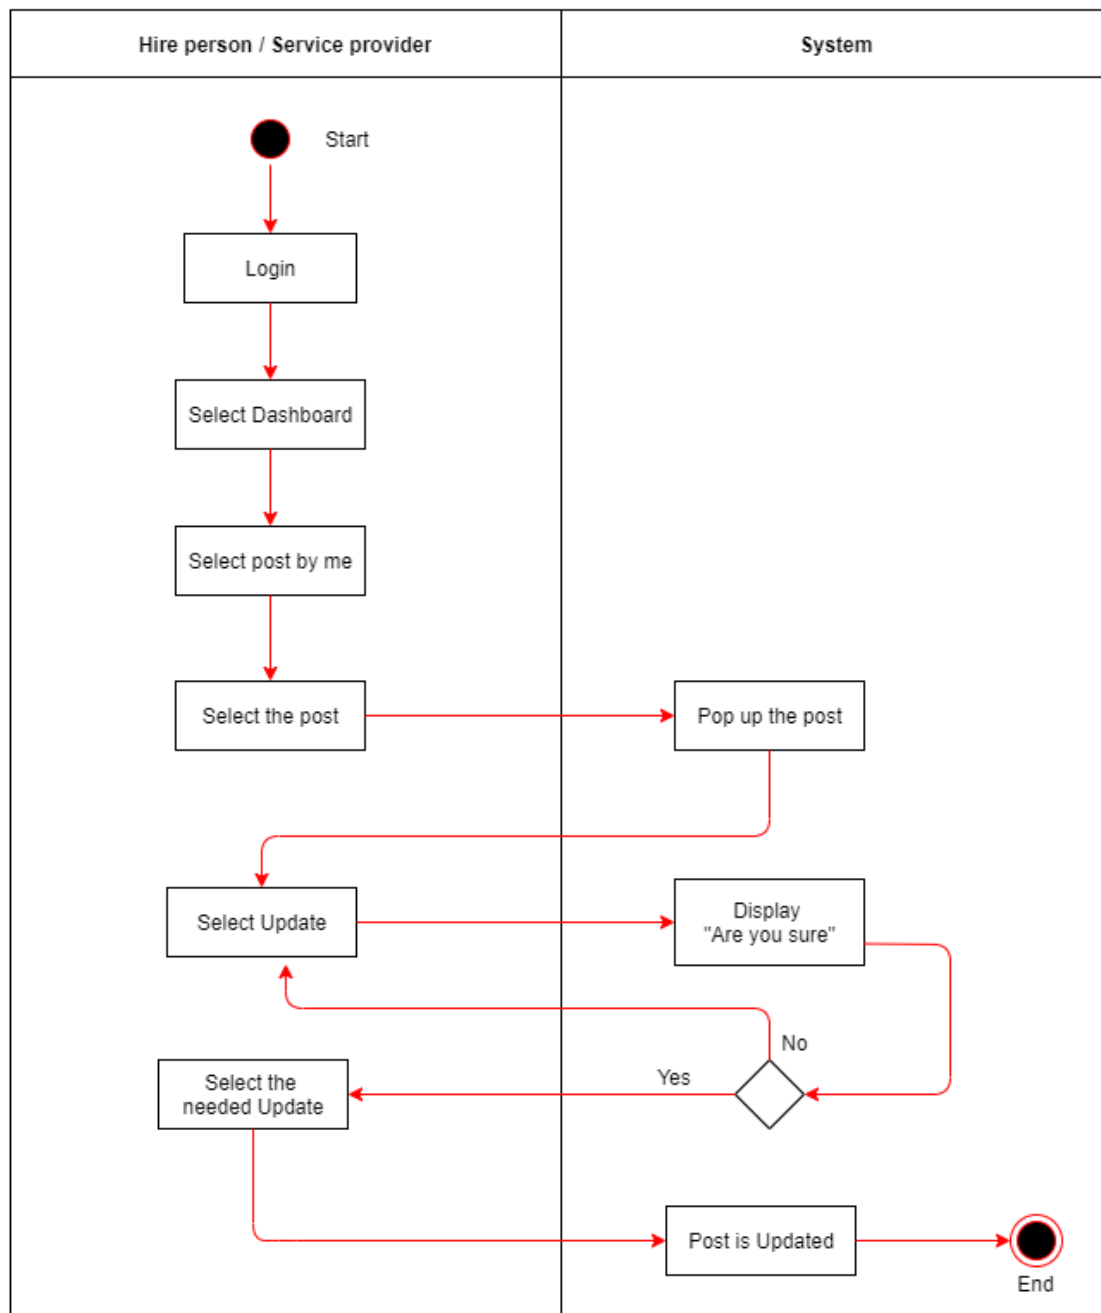 Hire person / Service provider
System
Start
Login
Select Dashboard
Select post by me
Select the post
Pop up the post
Select Update
Display
"Are you sure"
No
Yes
Select the
needed Update
Post is Updated
End